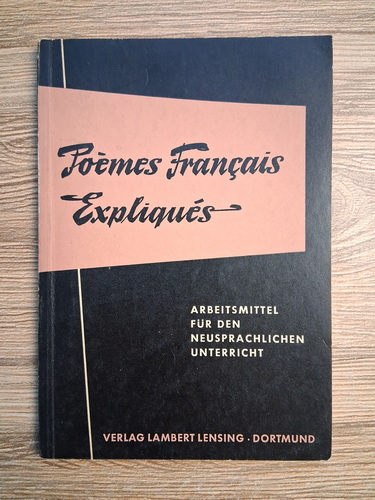 Poèmes Français
Expliqués
ARBEITSMITTEL
FÜR DEN
NEUSPRACHLICHEN
UNTERRICHT
VERLAG LAMBERT LENSING · DORTMUND